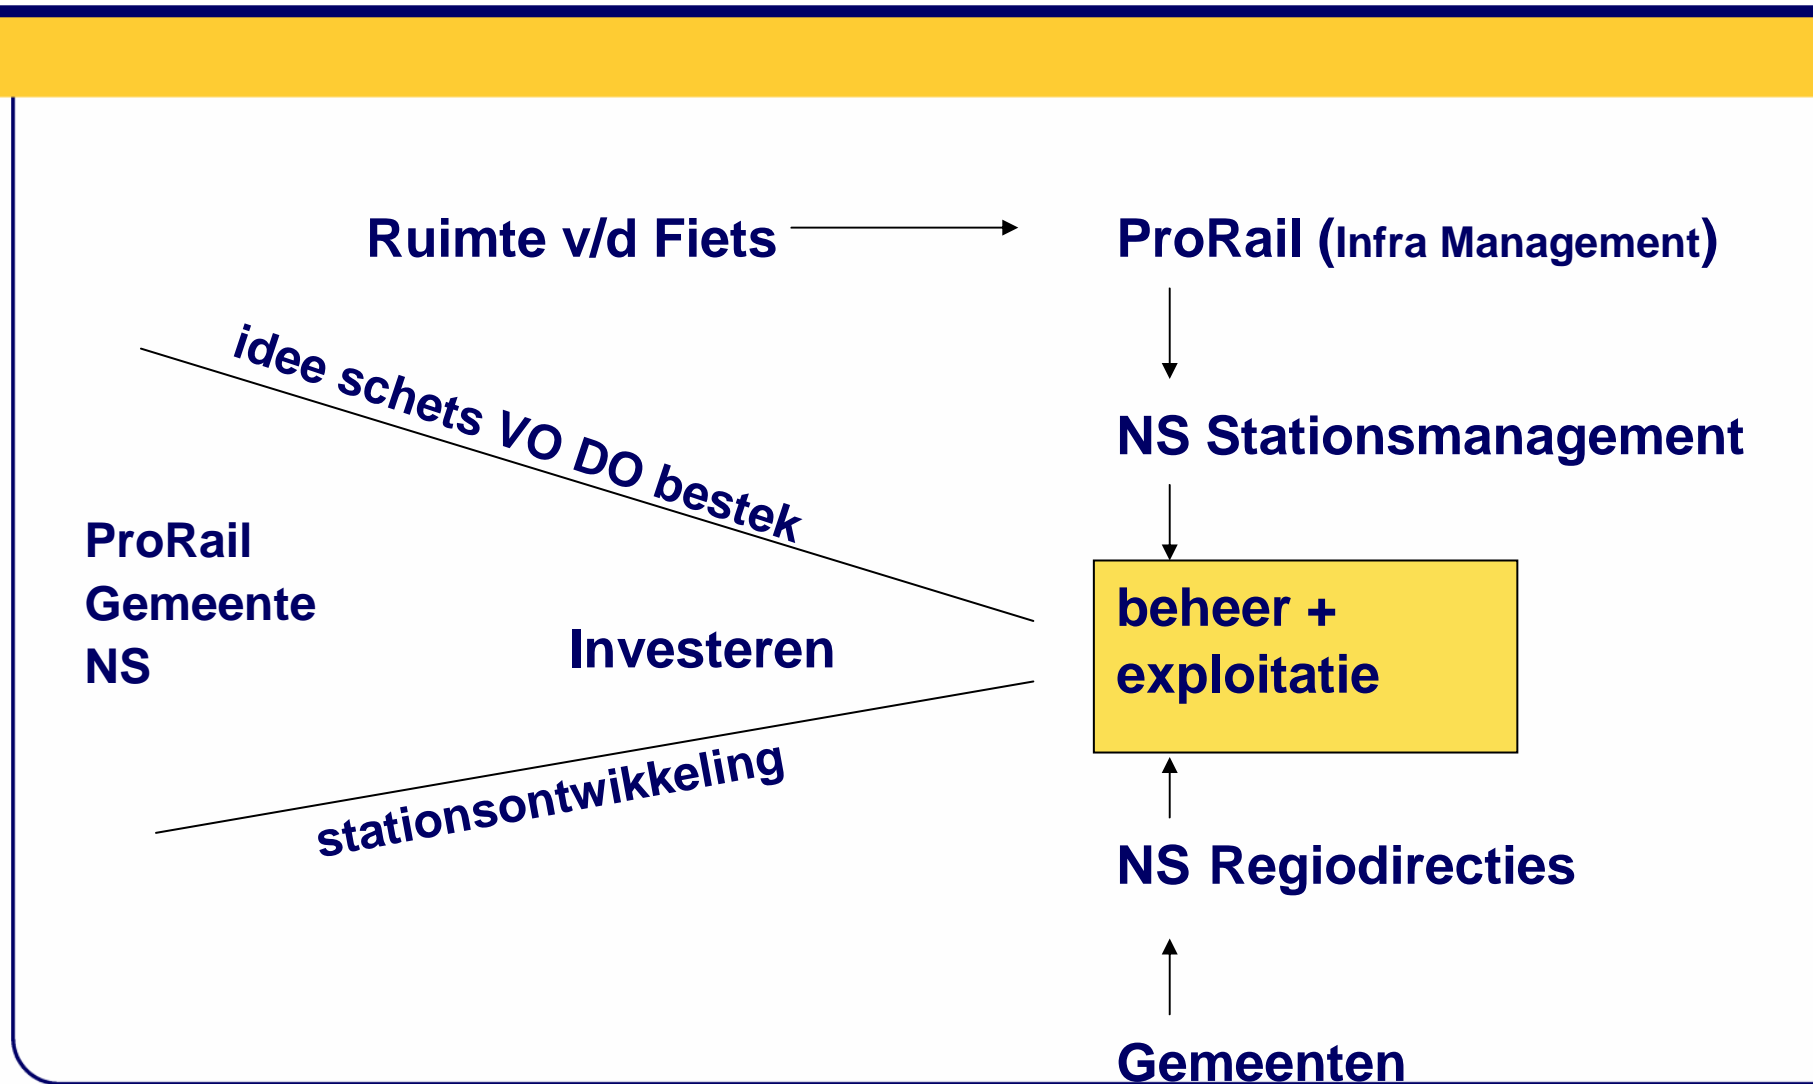 Ruimte v/d Fiets
ProRail (Infra Management)
idee schets VO DO bestek
NS Stationsmanagement
ProRail
Gemeente
NS
Investeren
beheer +
exploitatie
stationsontwikkeling
NS Regiodirecties
Gemeenten